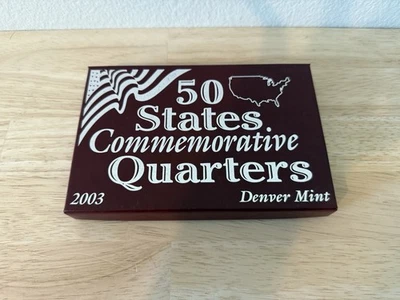 50
States
Commemorative
Quarters
2003 Denver Mint